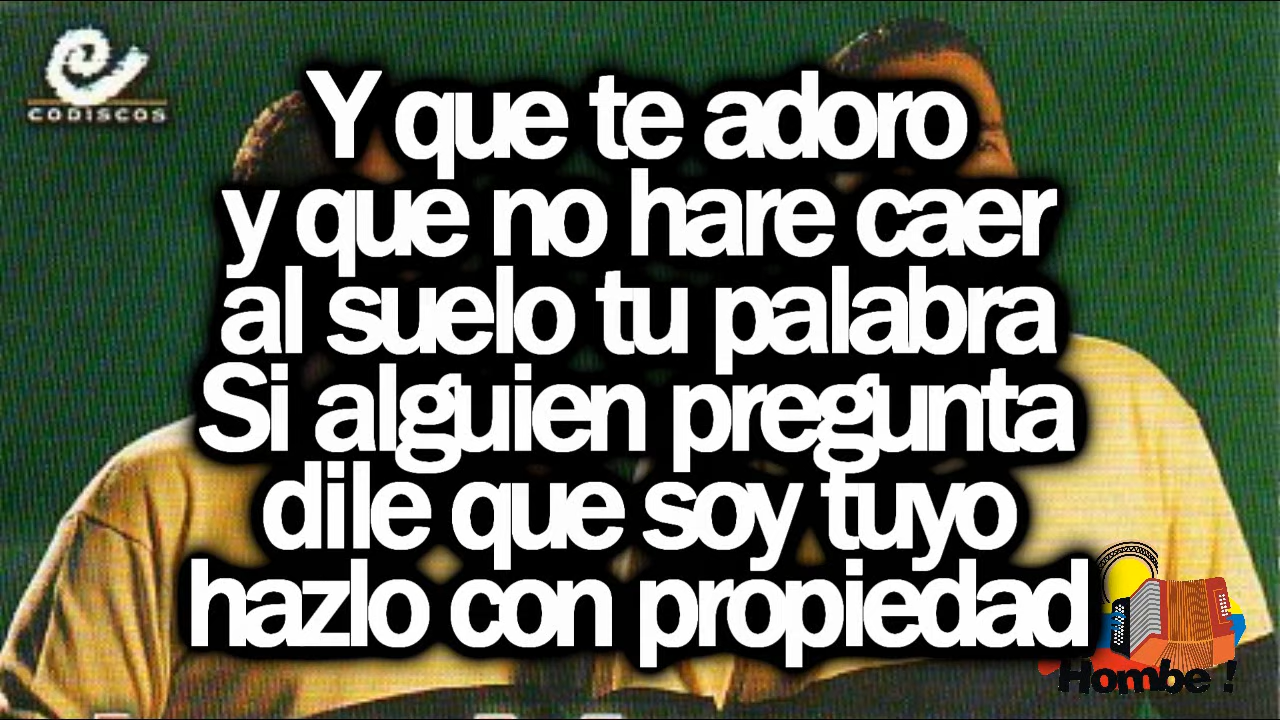 CODISCOS
Y que te adoro
y que no hare caer
al suelo tu palabra
Si alguien pregunta
dile que soy tuyo
hazlo con propiedad
Hombe !